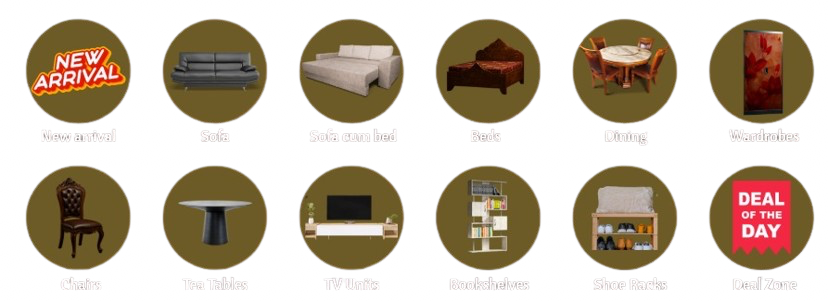 NEW
ARRIVAL
New arrival
Sofa
Sofa cum bed
Beds
Dining
Wardrobes
DEAL
OF THE
DAY
Chairs
Tea Tables
TV Units
Bookshelves
Shoe Racks
Deal Zone